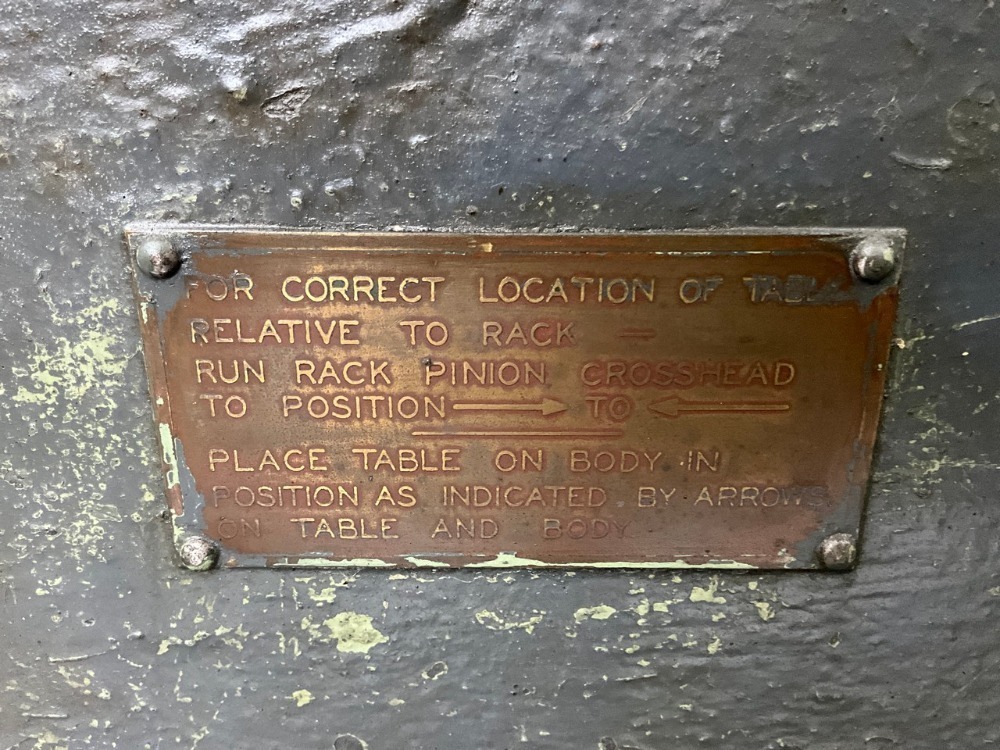 FOR CORRECT LOCATION OF TABLE
RELATIVE TO RACK —
RUN RACK PINION CROSSHEAD
TO POSITION ⟶ TO ⟵
PLACE TABLE ON BODY IN
POSITION AS INDICATED BY ARROWS
ON TABLE AND BODY